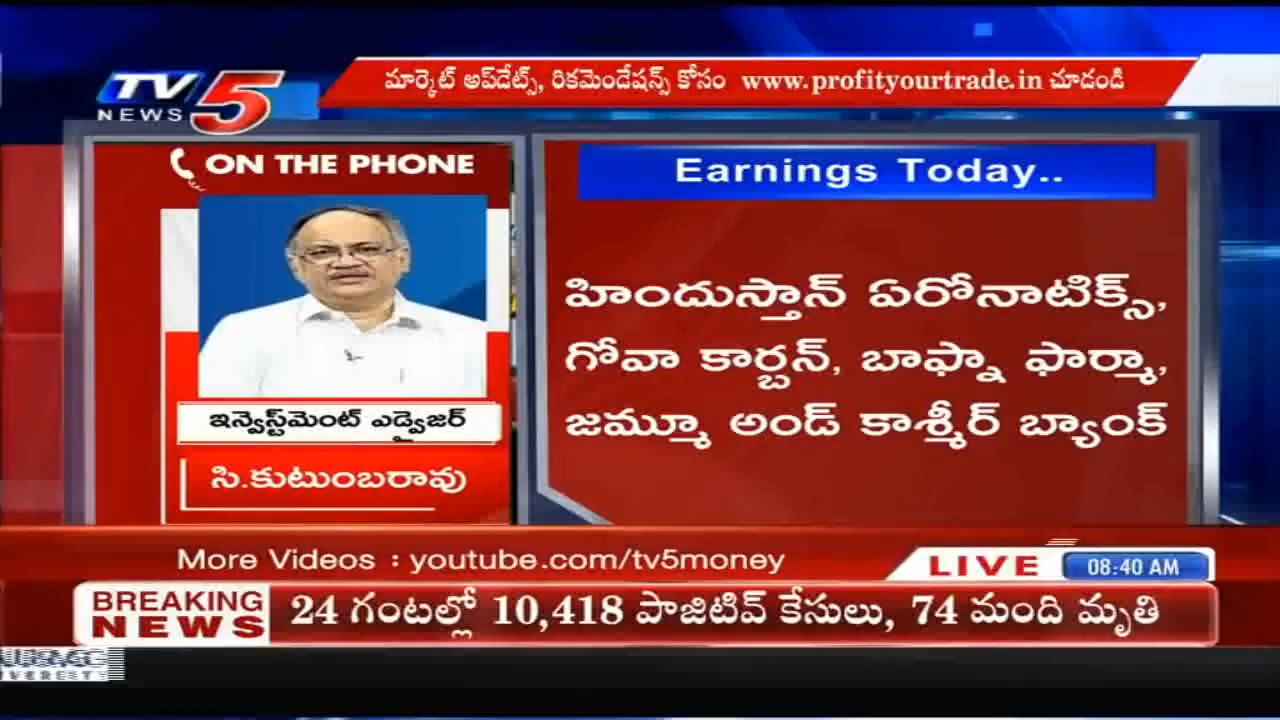 TV5
NEWS
మార్కెట్ అప్‌డేట్స్, రికమెండేషన్స్ కోసం www.profityourtrade.in చూడండి
ON THE PHONE
ఇన్వెస్ట్‌మెంట్ ఎడ్వైజర్
సి.కుటుంబరావు
Earnings Today..
హిందుస్తాన్ ఏరోనాటిక్స్,
గోవా కార్బన్, బాఫ్నా ఫార్మా,
జమ్మూ అండ్ కాశ్మీర్ బ్యాంక్
More Videos : youtube.com/tv5money
LIVE 08:40 AM
BREAKING
NEWS
24 గంటల్లో 10,418 పాజిటివ్ కేసులు, 74 మంది మృతి